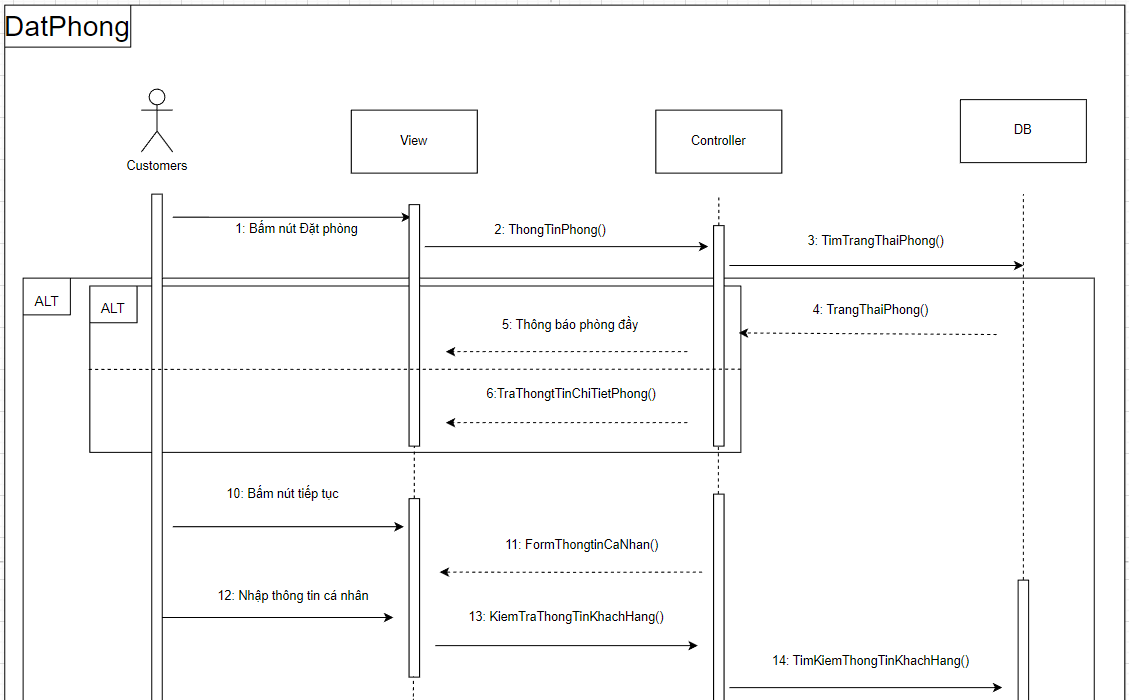 DatPhong
Customers
View
Controller
DB
1: Bấm nút Đặt phòng
2: ThongTinPhong()
3: TimTrangThaiPhong()
ALT
ALT
4: TrangThaiPhong()
5: Thông báo phòng đầy
6:TraThongtTinChiTietPhong()
10: Bấm nút tiếp tục
11: FormThongtinCaNhan()
12: Nhập thông tin cá nhân
13: KiemTraThongTinKhachHang()
14: TimKiemThongTinKhachHang()